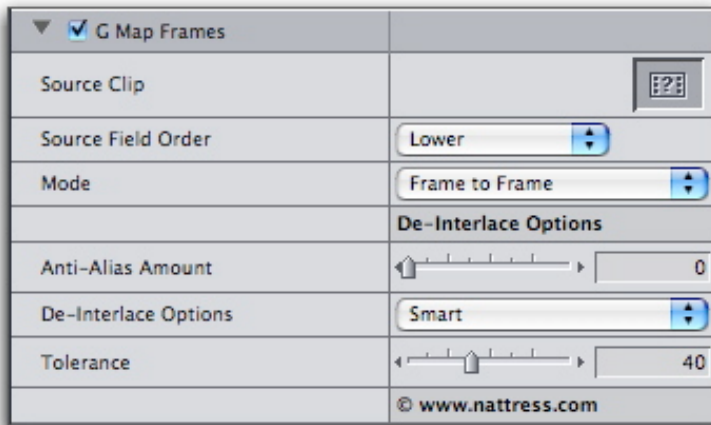 G Map Frames
Source Clip
?
Source Field Order Lower
Mode Frame to Frame
De-Interlace Options
Anti-Alias Amount 0
De-Interlace Options Smart
Tolerance 40
© www.nattress.com